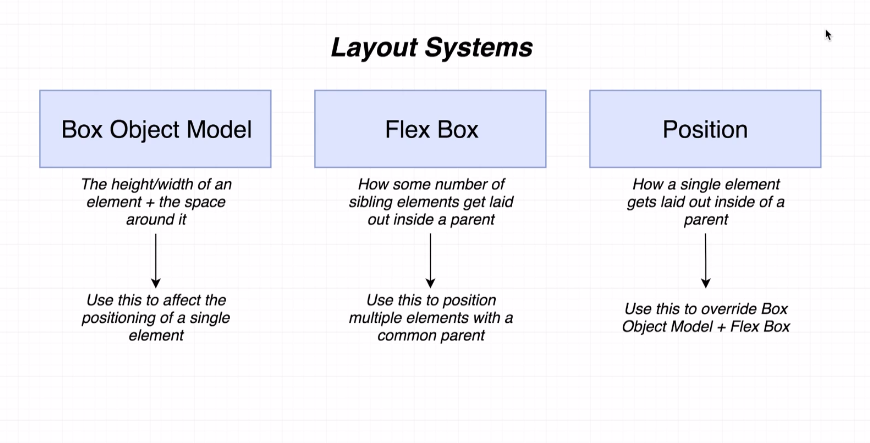 Layout Systems
Box Object Model
The height/width of an
element + the space
around it
Use this to affect the
positioning of a single
element
Flex Box
How some number of
sibling elements get laid
out inside a parent
Use this to position
multiple elements with a
common parent
Position
How a single element
gets laid out inside of a
parent
Use this to override Box
Object Model + Flex Box